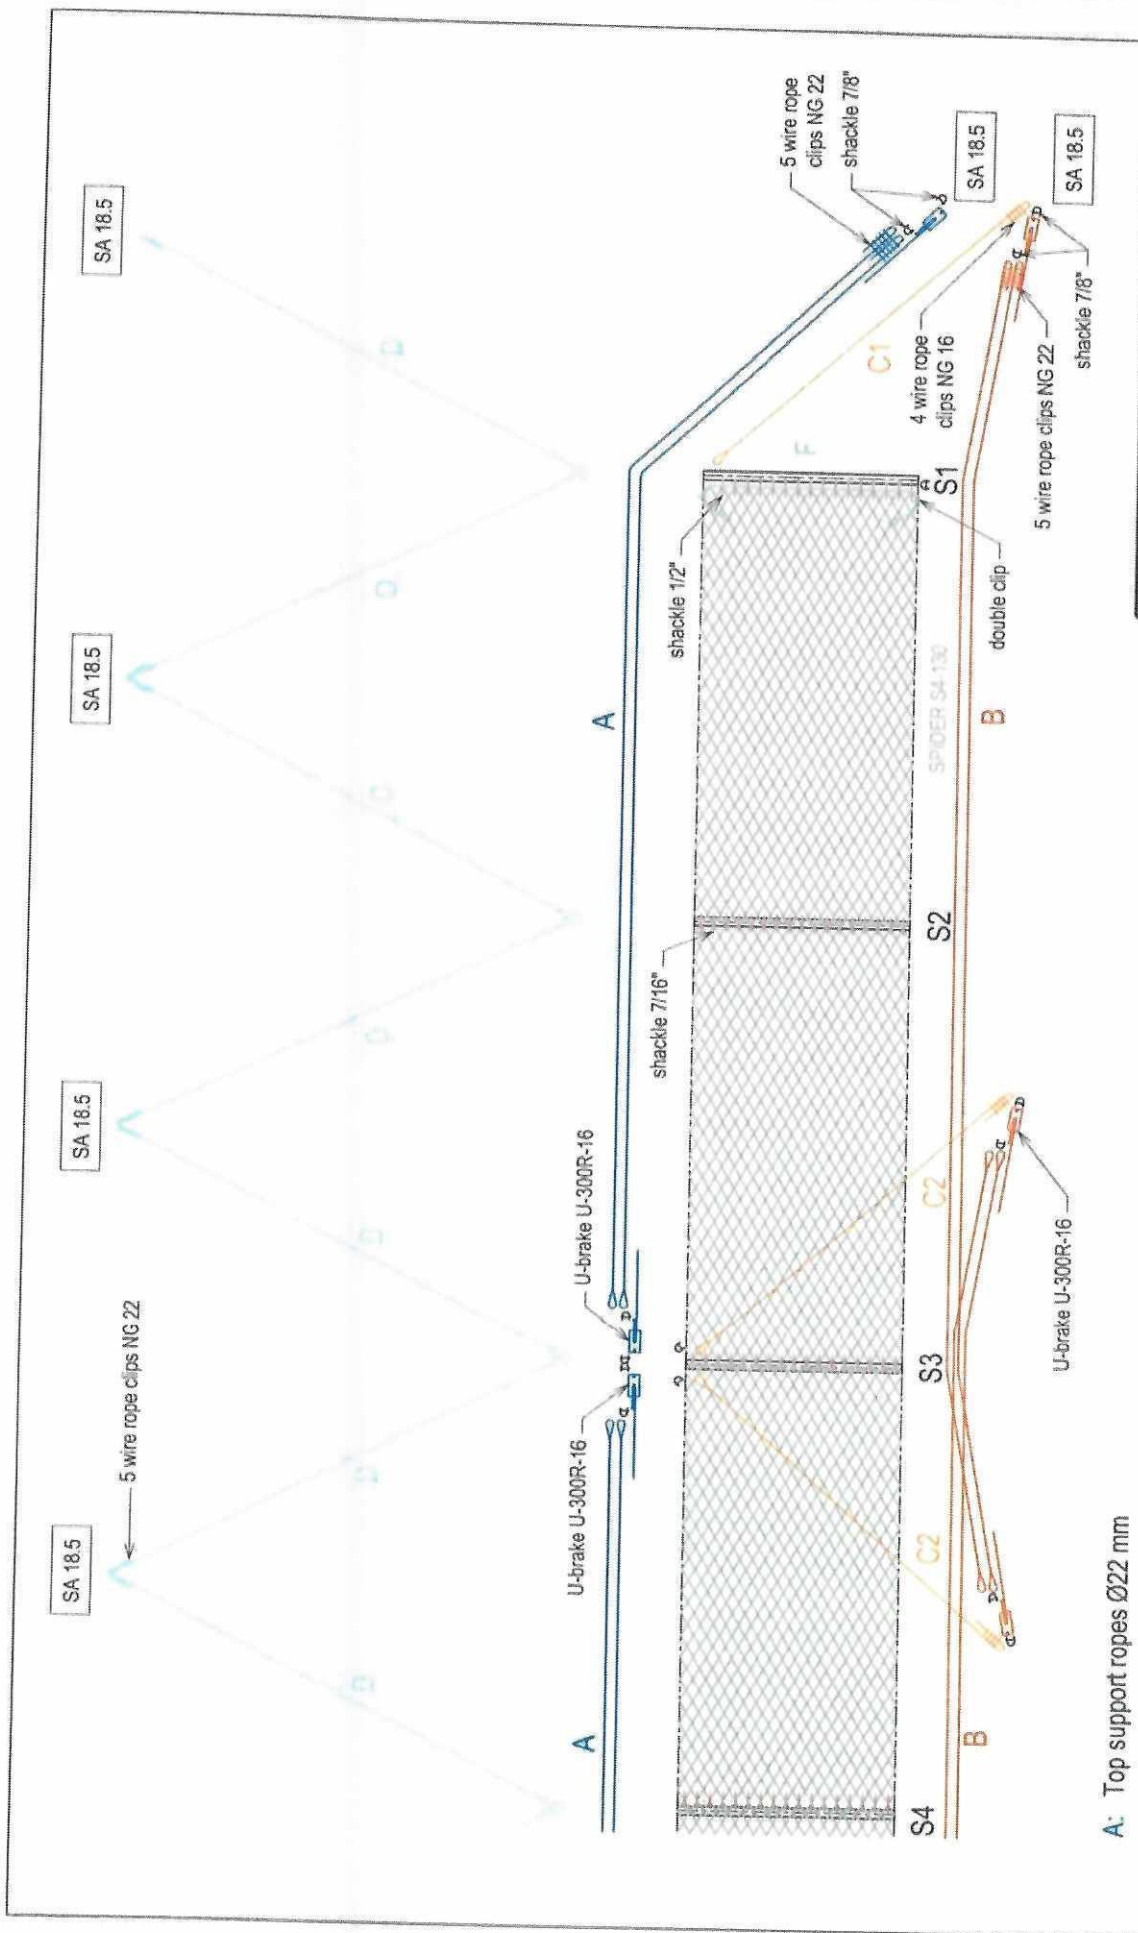 SA 18.5
SA 18.5
SA 18.5
SA 18.5
5 wire rope clips NG 22
D
D
D
D
D
D
D
U-brake U-300R-16
U-brake U-300R-16
A
A
shackle 7/16"
shackle 1/2"
5 wire rope
clips NG 22
shackle 7/8"
F
C1
4 wire rope
clips NG 16
SA 18.5
C2
C2
SPIDER S4-130
S4
S3
S2
S1
B
B
double clip
5 wire rope clips NG 22
SA 18.5
shackle 7/8"
U-brake U-300R-16
A: Top support ropes Ø22 mm